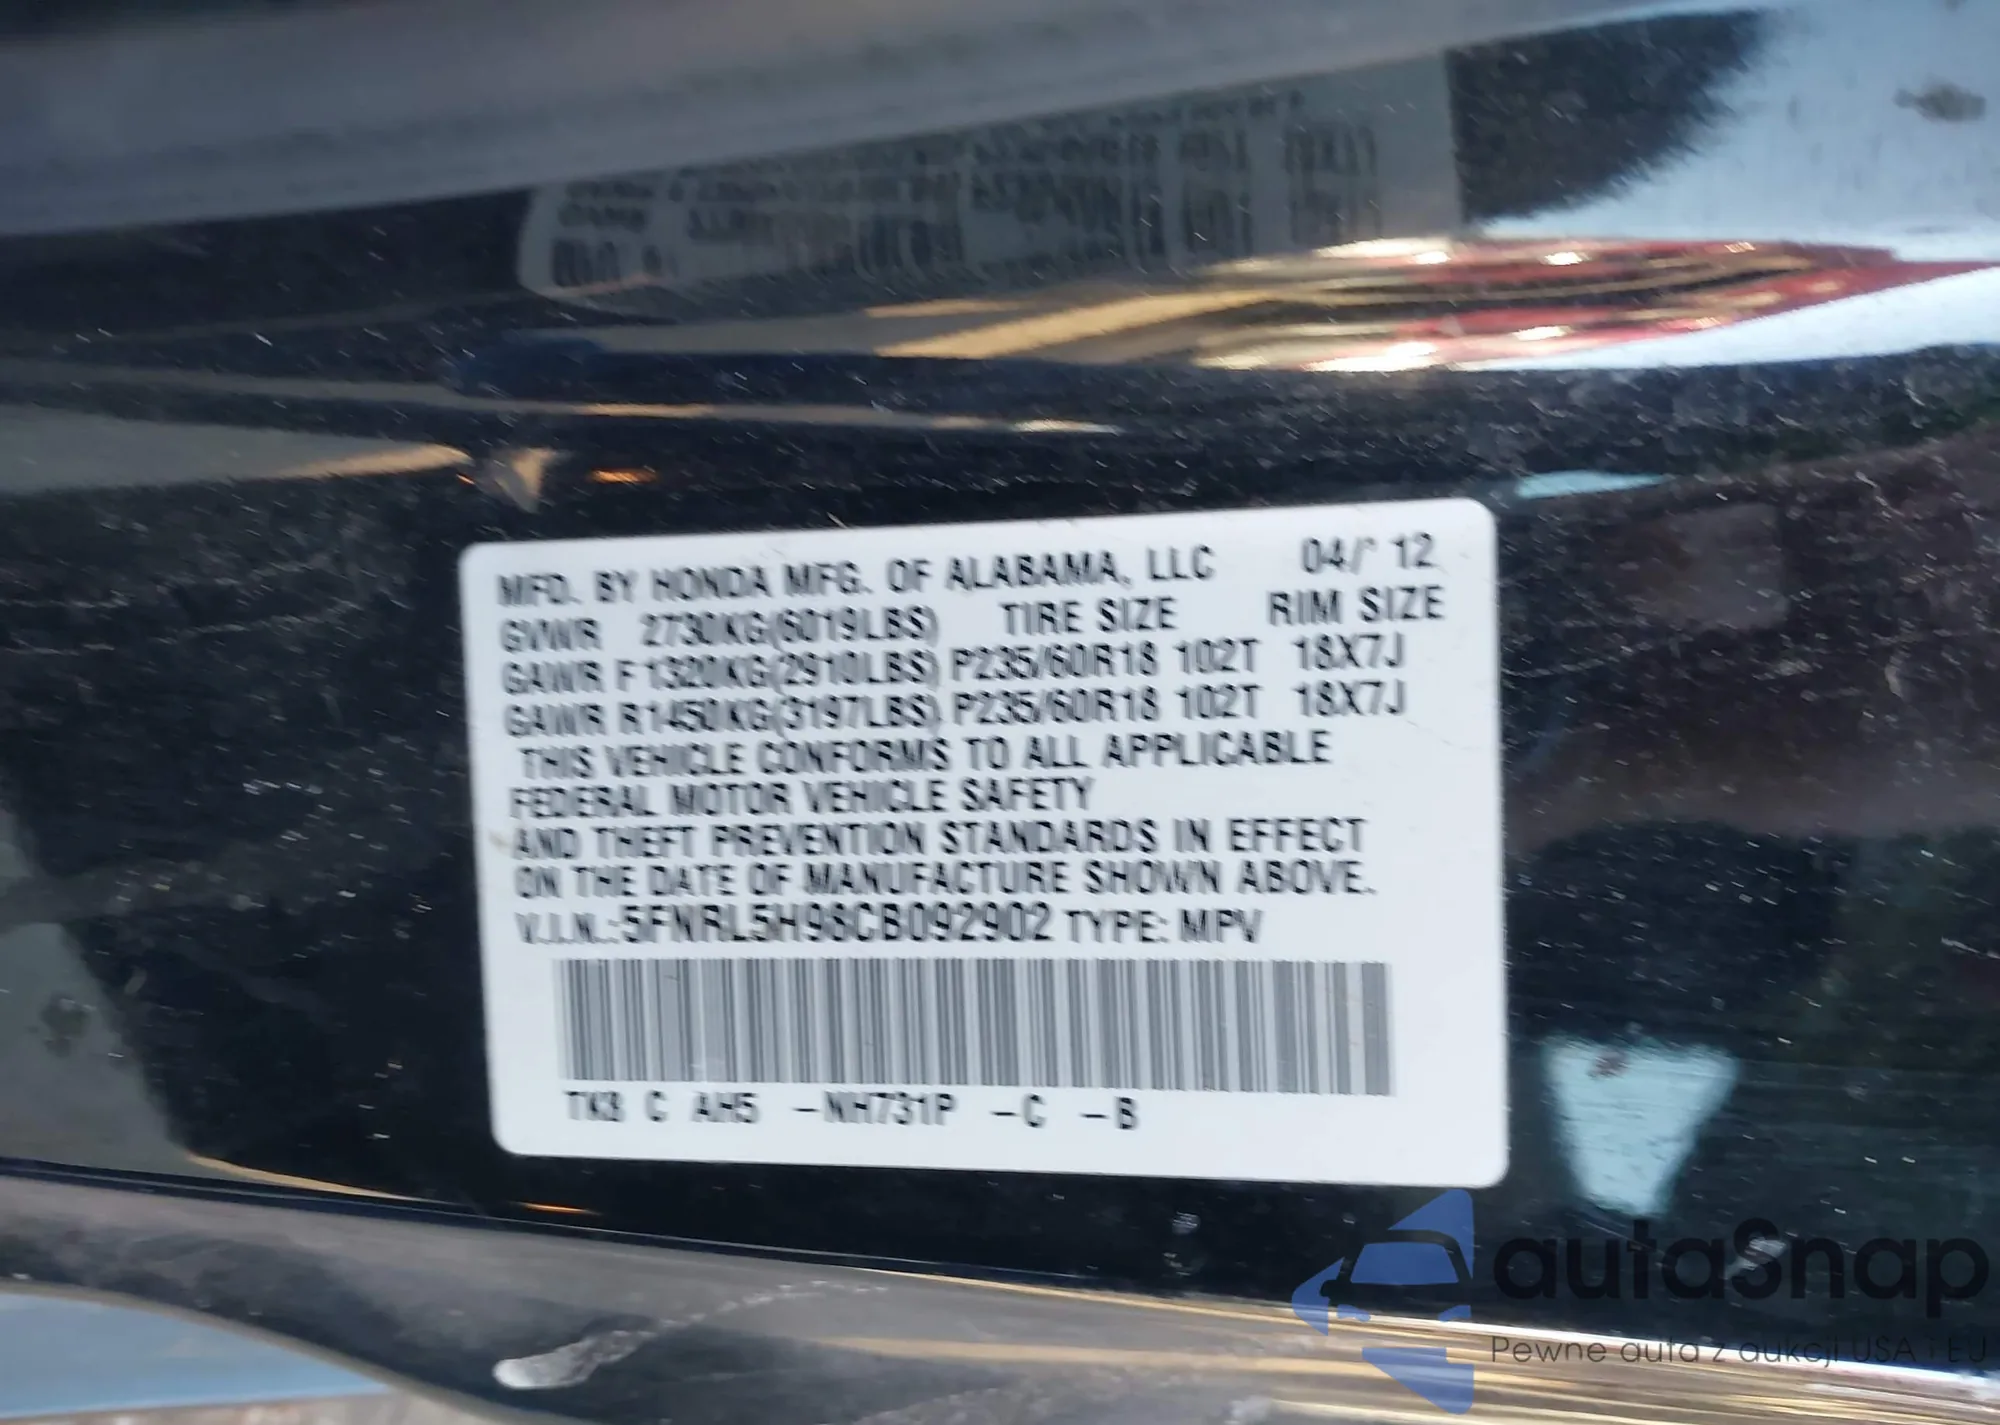 MFD. BY HONDA MFG. OF ALABAMA, LLC 04/ 12
GVWR 2730KG(6019LBS) TIRE SIZE RIM SIZE
GAWR F 1320KG(2910LBS) P235/60R18 102T 18X7J
GAWR R1450KG(3197LBS) P235/60R18 102T 18X7J
THIS VEHICLE CONFORMS TO ALL APPLICABLE
FEDERAL MOTOR VEHICLE SAFETY
AND THEFT PREVENTION STANDARDS IN EFFECT
ON THE DATE OF MANUFACTURE SHOWN ABOVE.
V.I.N.:5FNRL5H98CB092902 TYPE: MPV
TK8 C AH5 -NH731P -C -B
autaSnap
Pewne auta z aukcji USA i EU